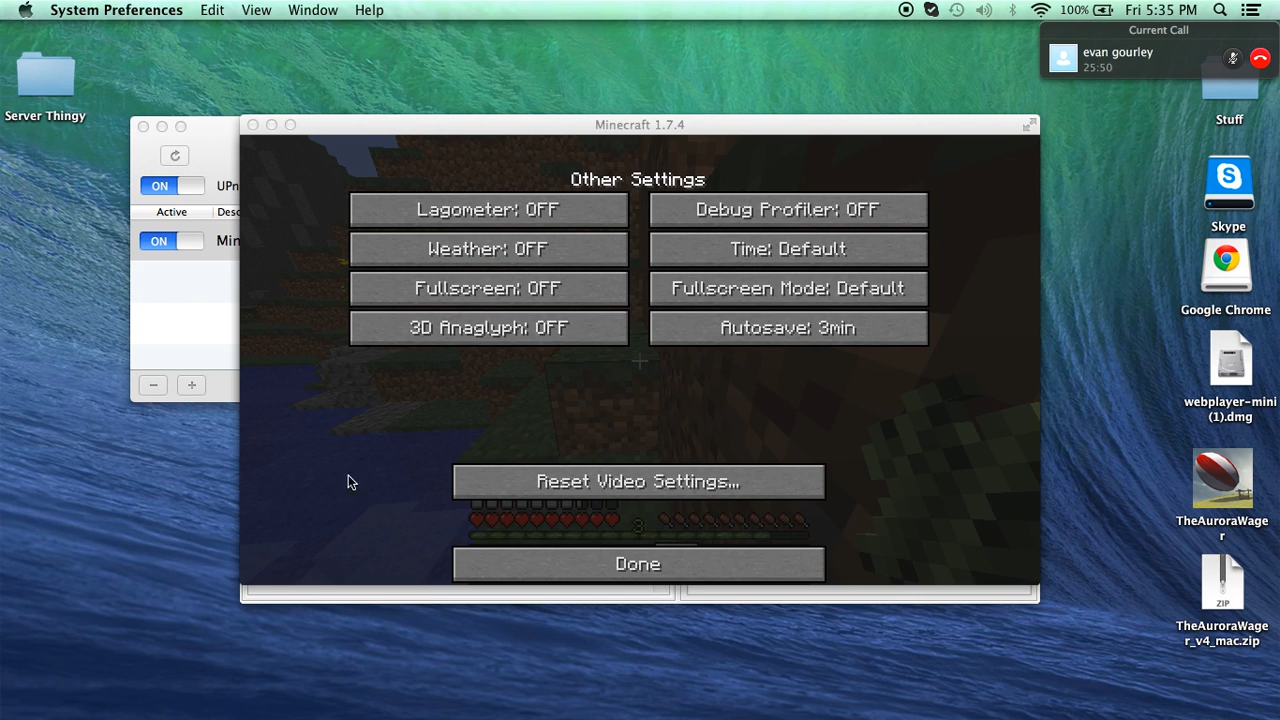 System Preferences Edit View Window Help 100% Fri 5:35 PM
Current Call
evan gourley
25:50
Server Thingy
Stuff
Minecraft 1.7.4
ON UPn
Active Desc
ON Min
Other Settings
Lagometer: OFF Debug Profiler: OFF
Weather: OFF Time: Default
Fullscreen: OFF Fullscreen Mode: Default
3D Anaglyph: OFF Autosave: 3min
Reset Video Settings...
3
Done
Skype
Google Chrome
webplayer-mini
(1).dmg
TheAuroraWage
r
ZIP
TheAuroraWage
r_v4_mac.zip